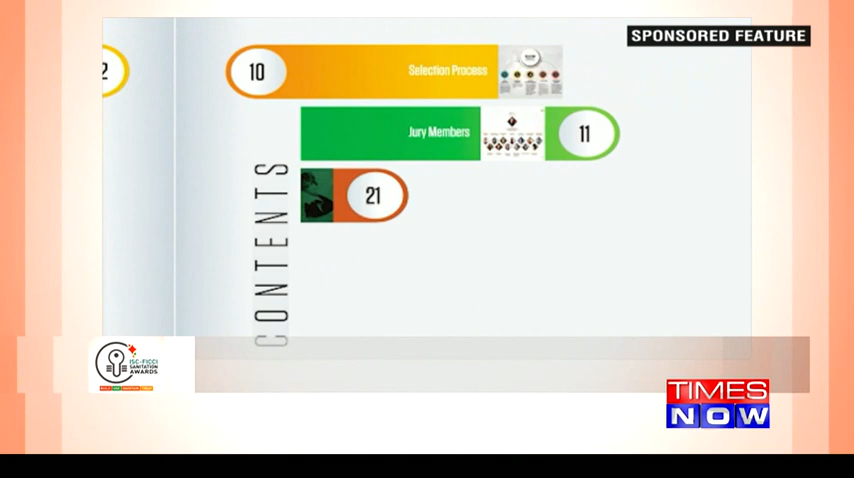 SPONSORED FEATURE
2
10
Selection Process
Jury Members
11
21
CONTENTS
ISC-FICCI
SANITATION
AWARDS
TIMES
NOW